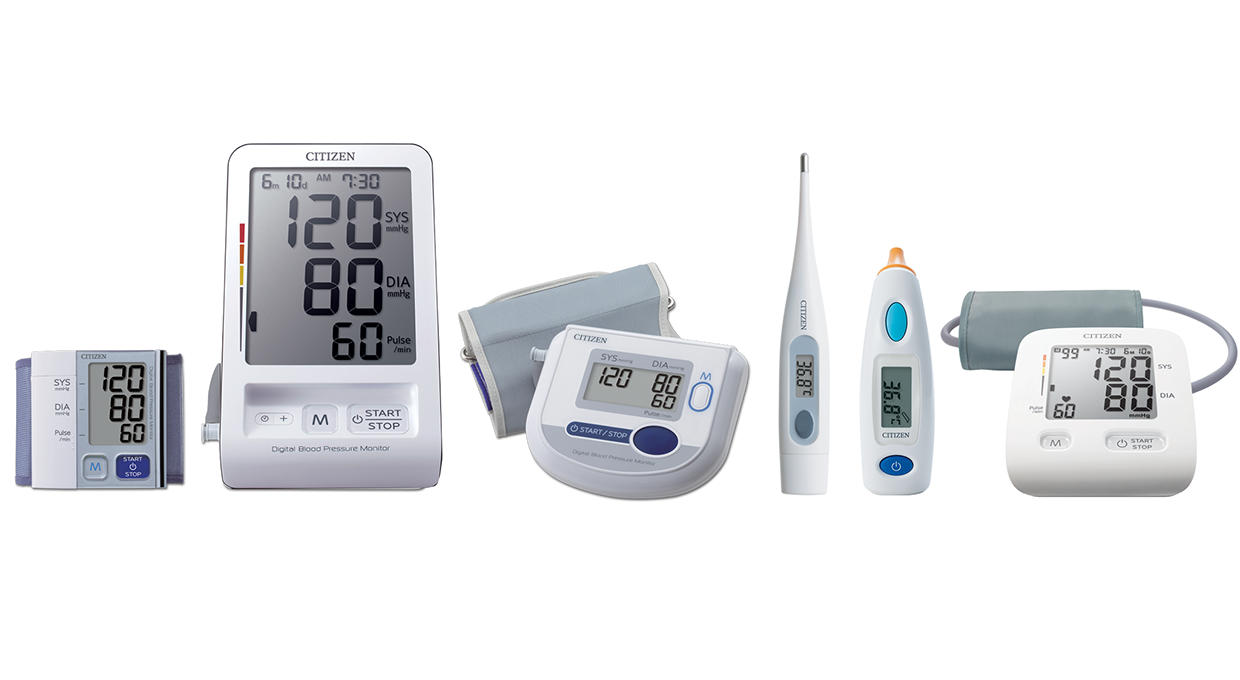 CITIZEN
SYS
mmHg
120
DIA
mmHg
80
Pulse
/min
60
M
START
STOP
CITIZEN
6m 10d AM 7:30
120 SYS
mmHg
80 DIA
mmHg
60 Pulse
/min
+ M START
STOP
Digital Blood Pressure Monitor
CITIZEN
SYS mmHg DIA mmHg
120 80
60
Pulse/min
M
START/STOP
Digital Blood Pressure Monitor
CITIZEN
36.8°C
36.8°C
CITIZEN
CITIZEN
99 AM 7:30 6M 10D
120 SYS
80 DIA
mmHg
Pulse
/min
60
M START
STOP